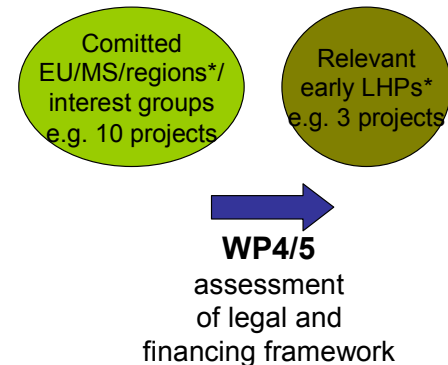 Comitted
EU/MS/regions*/
interest groups
e.g. 10 projects
Relevant
early LHPs*
e.g. 3 projects
WP4/5
assessment
of legal and
financing framework